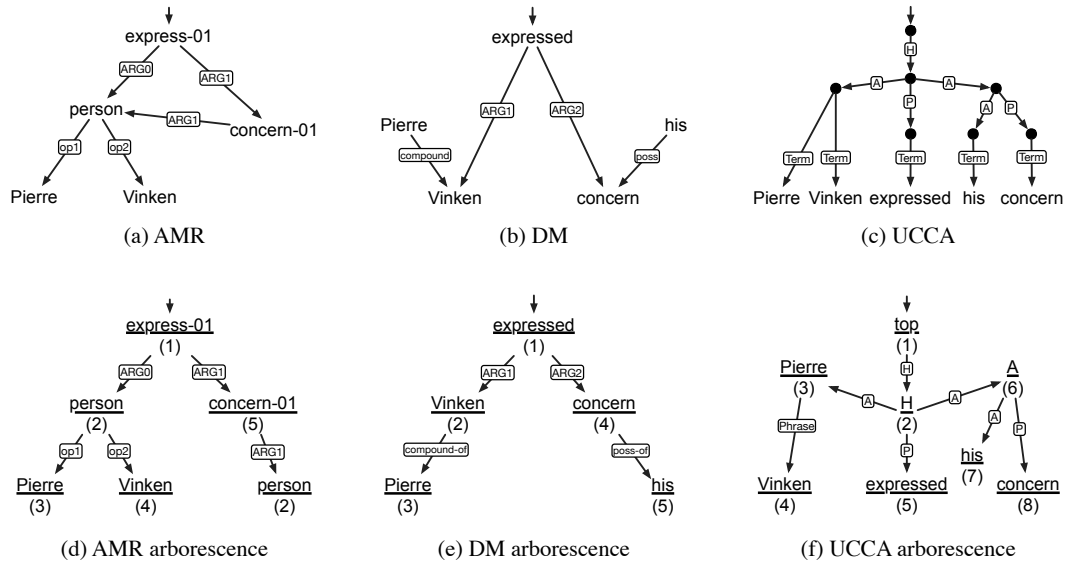 express-01
ARG0 ARG1
person
ARG1
concern-01
op1 op2
Pierre Vinken
(a) AMR
expressed
ARG1 ARG2
Pierre his
compound poss
Vinken concern
(b) DM
H
A A
P A P
Term Term Term Term Term
Pierre Vinken expressed his concern
(c) UCCA
express-01
(1)
ARG0 ARG1
person concern-01
(2) (5)
op1 op2 ARG1
Pierre Vinken person
(3) (4) (2)
(d) AMR arborescence
expressed
(1)
ARG1 ARG2
Vinken concern
(2) (4)
compound-of poss-of
Pierre his
(3) (5)
(e) DM arborescence
top
(1)
Pierre H A
(3) (6)
A A
H
(2)
Phrase P A P
his
(7)
Vinken expressed concern
(4) (5) (8)
(f) UCCA arborescence